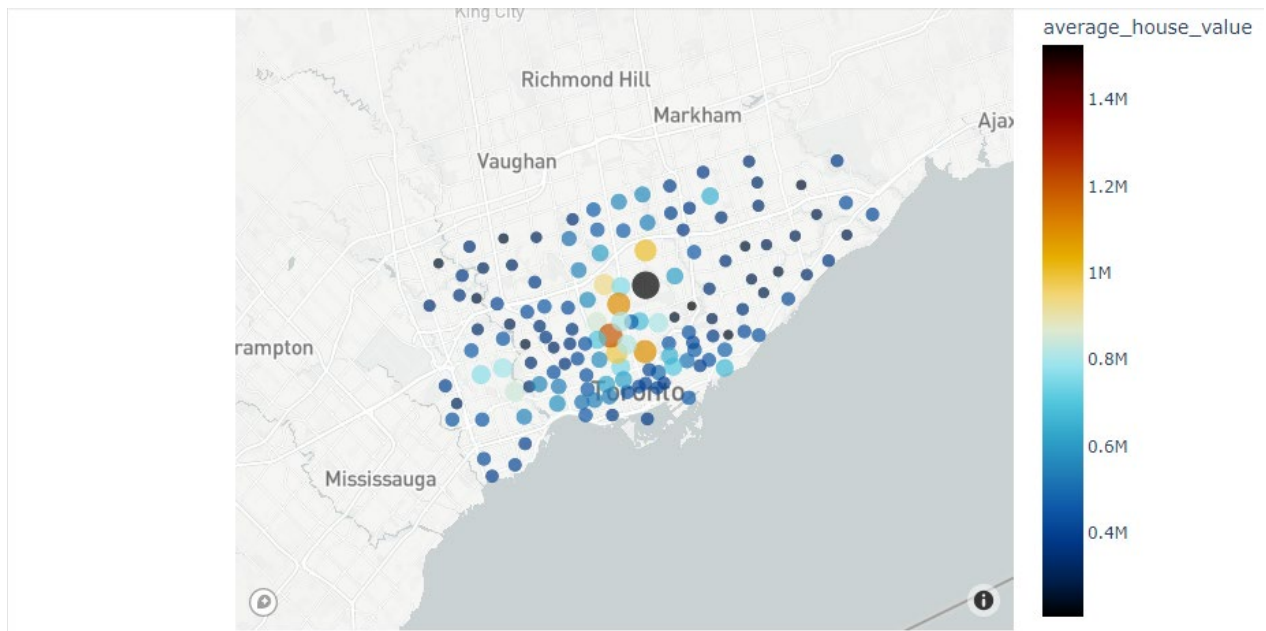 King City
average_house_value
Richmond Hill
1.4M
Markham
Ajax
Vaughan
1.2M
1M
rampton
0.8M
Toronto
0.6M
Mississauga
0.4M